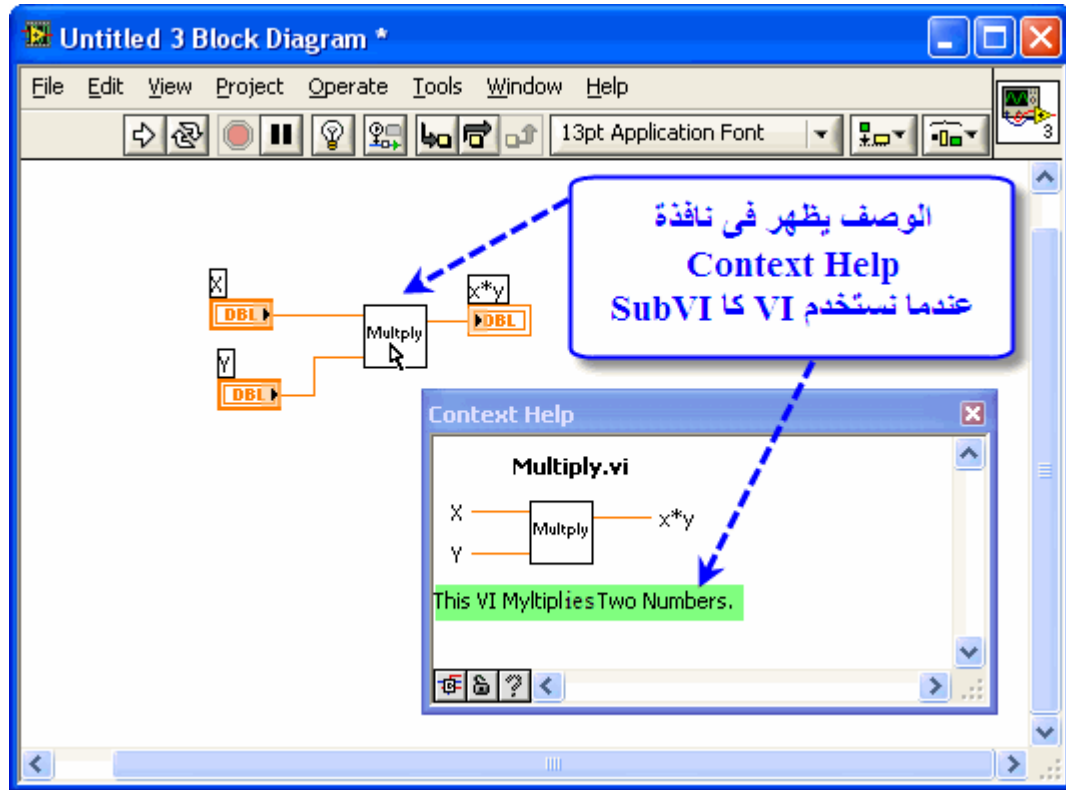 Untitled 3 Block Diagram *
File Edit View Project Operate Tools Window Help
13pt Application Font
3
الوصف يظهر فى نافذة
Context Help
عندما نستخدم VI كا SubVI
X
DBL
Multply
x*y
DBL
Y
DBL
Context Help
Multiply.vi
X
Multply
x*y
Y
This VI Myltiplies Two Numbers.
?